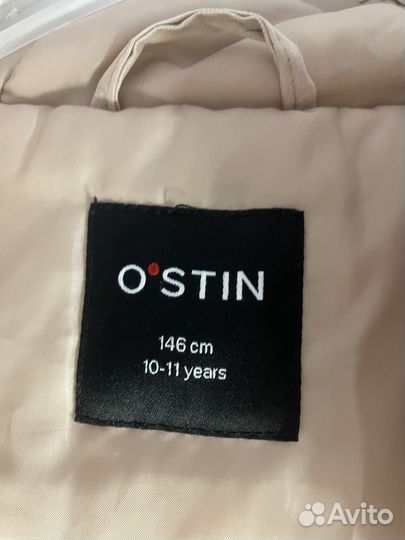 O'STIN
146 cm
10-11 years
Avito